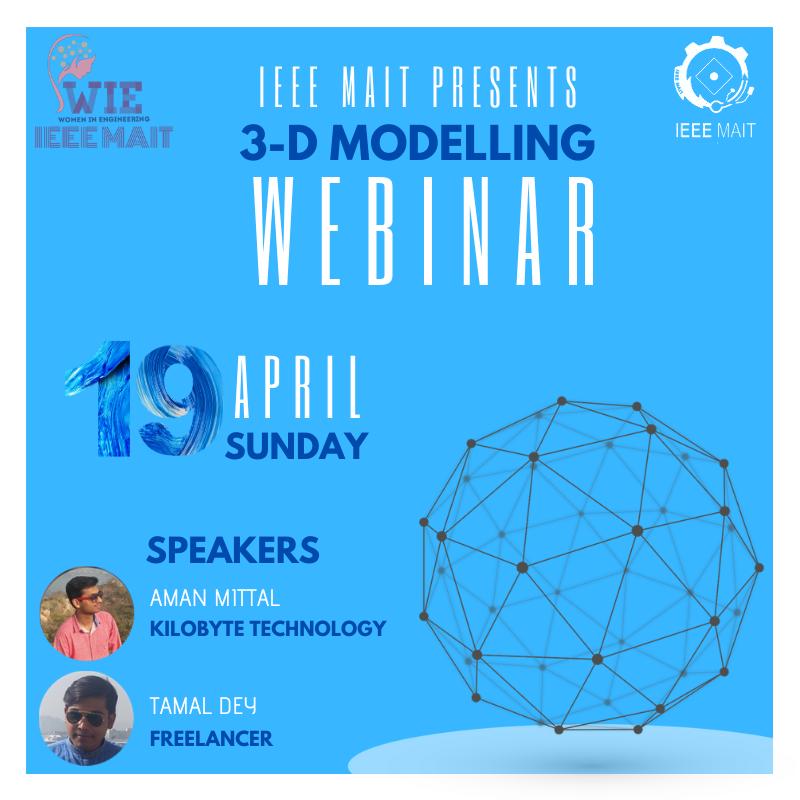 WIE
WOMEN IN ENGINEERING
IEEE MAIT
IEEE MAIT PRESENTS
3-D MODELLING
WEBINAR
IEEE MAIT
19 APRIL
SUNDAY
SPEAKERS
AMAN MITTAL
KILOBYTE TECHNOLOGY
TAMAL DEY
FREELANCER